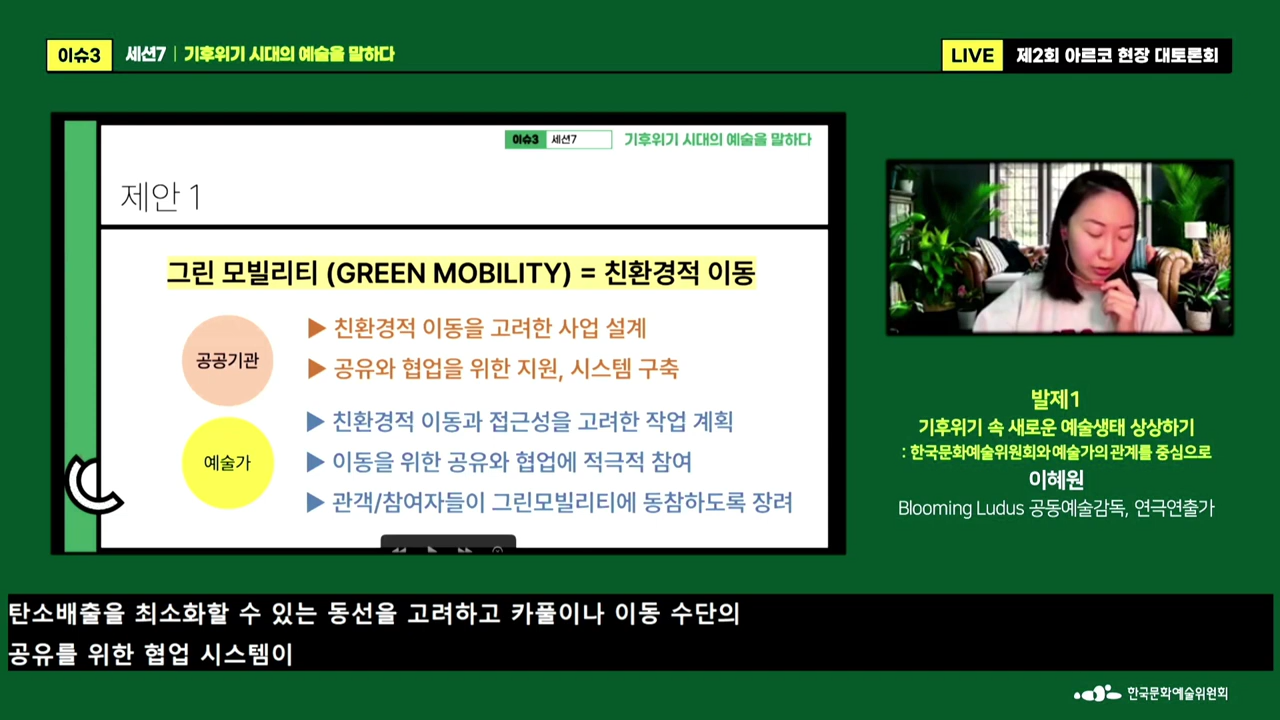 이슈3 세션7 | 기후위기 시대의 예술을 말하다
LIVE 제2회 아르코 현장 대토론회
이슈3 세션7 기후위기 시대의 예술을 말하다
제안 1
그린 모빌리티 (GREEN MOBILITY) = 친환경적 이동
공공기관
▶ 친환경적 이동을 고려한 사업 설계
▶ 공유와 협업을 위한 지원, 시스템 구축
예술가
▶ 친환경적 이동과 접근성을 고려한 작업 계획
▶ 이동을 위한 공유와 협업에 적극적 참여
▶ 관객/참여자들이 그린모빌리티에 동참하도록 장려
발제1
기후위기 속 새로운 예술생태 상상하기
: 한국문화예술위원회와 예술가의 관계를 중심으로
이혜원
Blooming Ludus 공동예술감독, 연극연출가
탄소배출을 최소화할 수 있는 동선을 고려하고 카풀이나 이동 수단의
공유를 위한 협업 시스템이
한국문화예술위원회